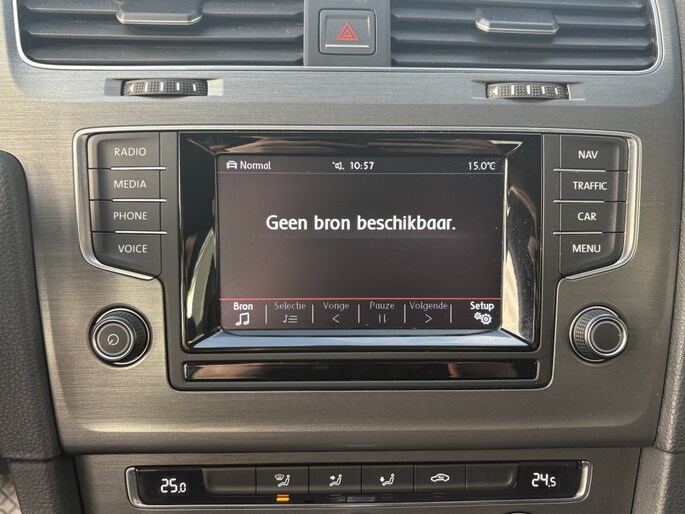 RADIO
MEDIA
PHONE
VOICE
Normal 10:57 15.0°C
Geen bron beschikbaar.
Bron Selectie Vorige Pauze Volgende Setup
NAV
TRAFFIC
CAR
MENU
25.0 24.5